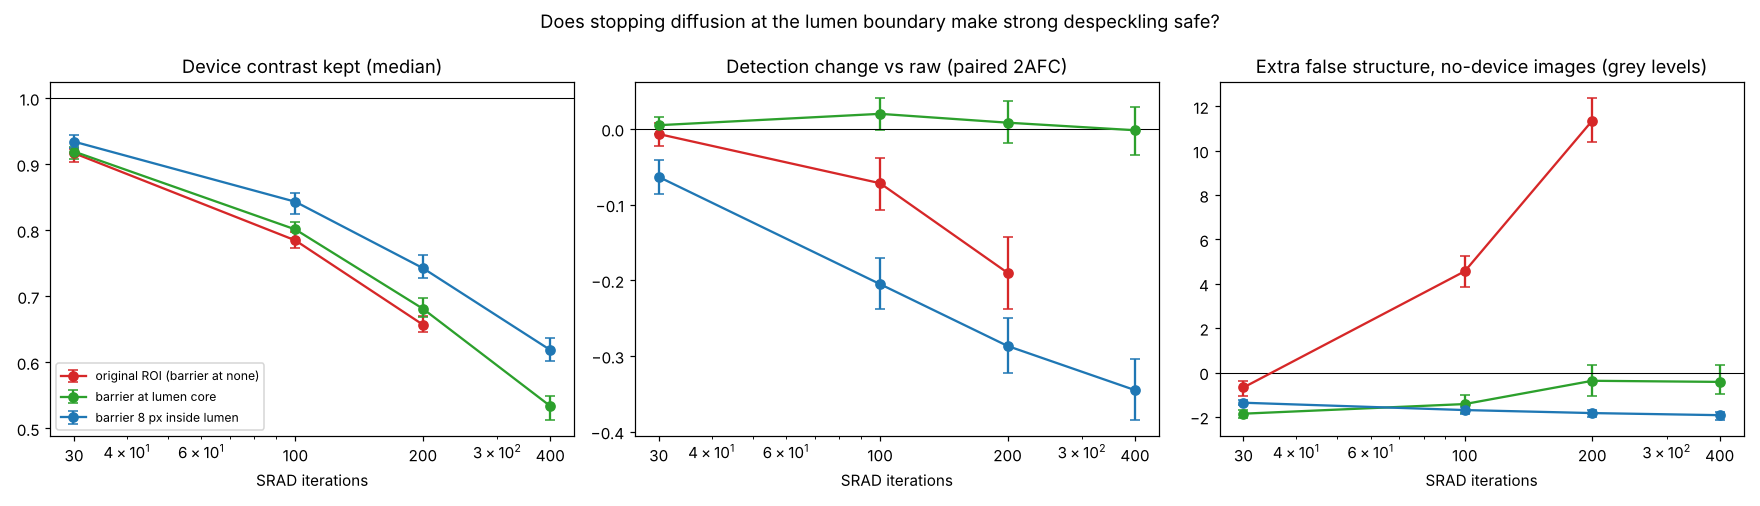 Does stopping diffusion at the lumen boundary make strong despeckling safe?
Device contrast kept (median)
1.0
0.9
0.8
0.7
0.6
0.5
original ROI (barrier at none)
barrier at lumen core
barrier 8 px inside lumen
30
4 × 10¹
6 × 10¹
100
200
3 × 10²
400
SRAD iterations
Detection change vs raw (paired 2AFC)
0.0
−0.1
−0.2
−0.3
−0.4
30
4 × 10¹
6 × 10¹
100
200
3 × 10²
400
SRAD iterations
Extra false structure, no-device images (grey levels)
12
10
8
6
4
2
0
−2
30
4 × 10¹
6 × 10¹
100
200
3 × 10²
400
SRAD iterations